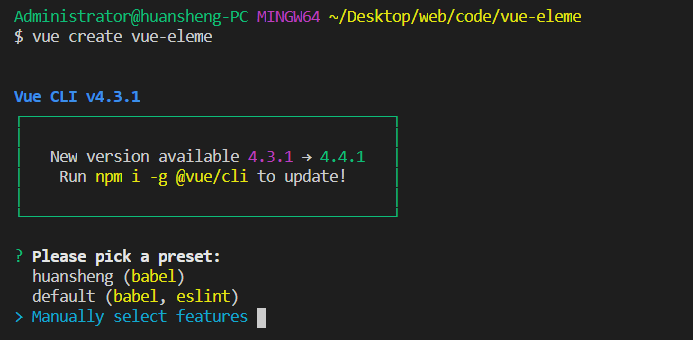 Administrator@huansheng-PC MINGW64 ~/Desktop/web/code/vue-eleme
$ vue create vue-eleme
Vue CLI v4.3.1
New version available 4.3.1 → 4.4.1
Run npm i -g @vue/cli to update!
? Please pick a preset:
huansheng (babel)
default (babel, eslint)
> Manually select features